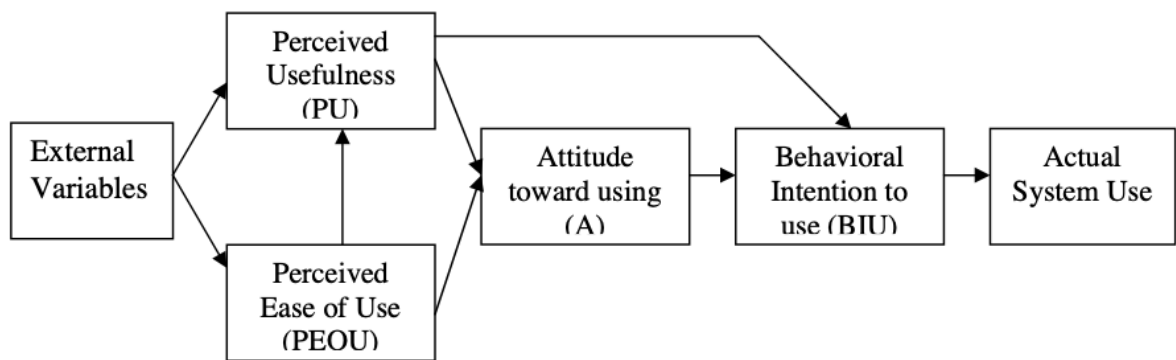 Perceived
Usefulness
(PU)
External
Variables
Perceived
Ease of Use
(PEOU)
Attitude
toward using
(A)
Behavioral
Intention to
use (BIU)
Actual
System Use